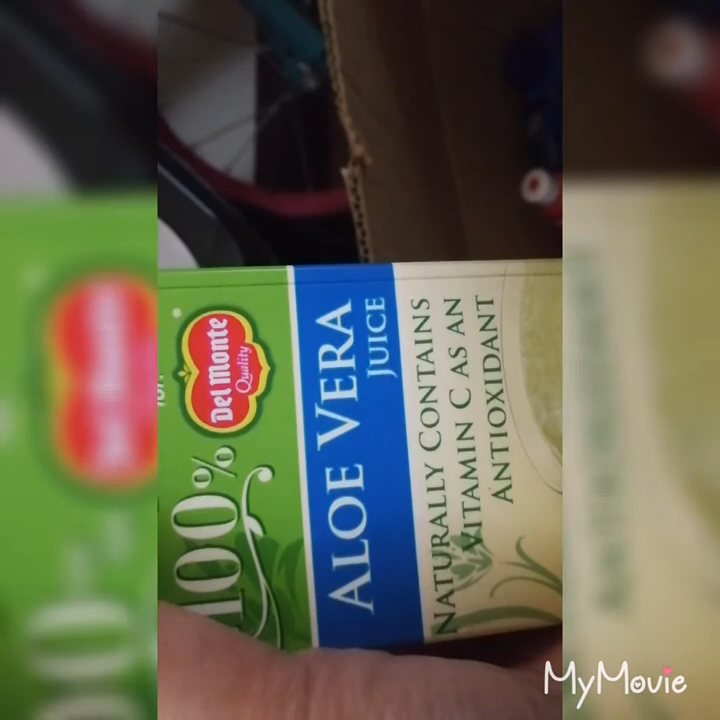 Del Monte
Quality
100%
ALOE VERA
JUICE
NATURALLY CONTAINS
VITAMIN C AS AN
ANTIOXIDANT
MyMovie